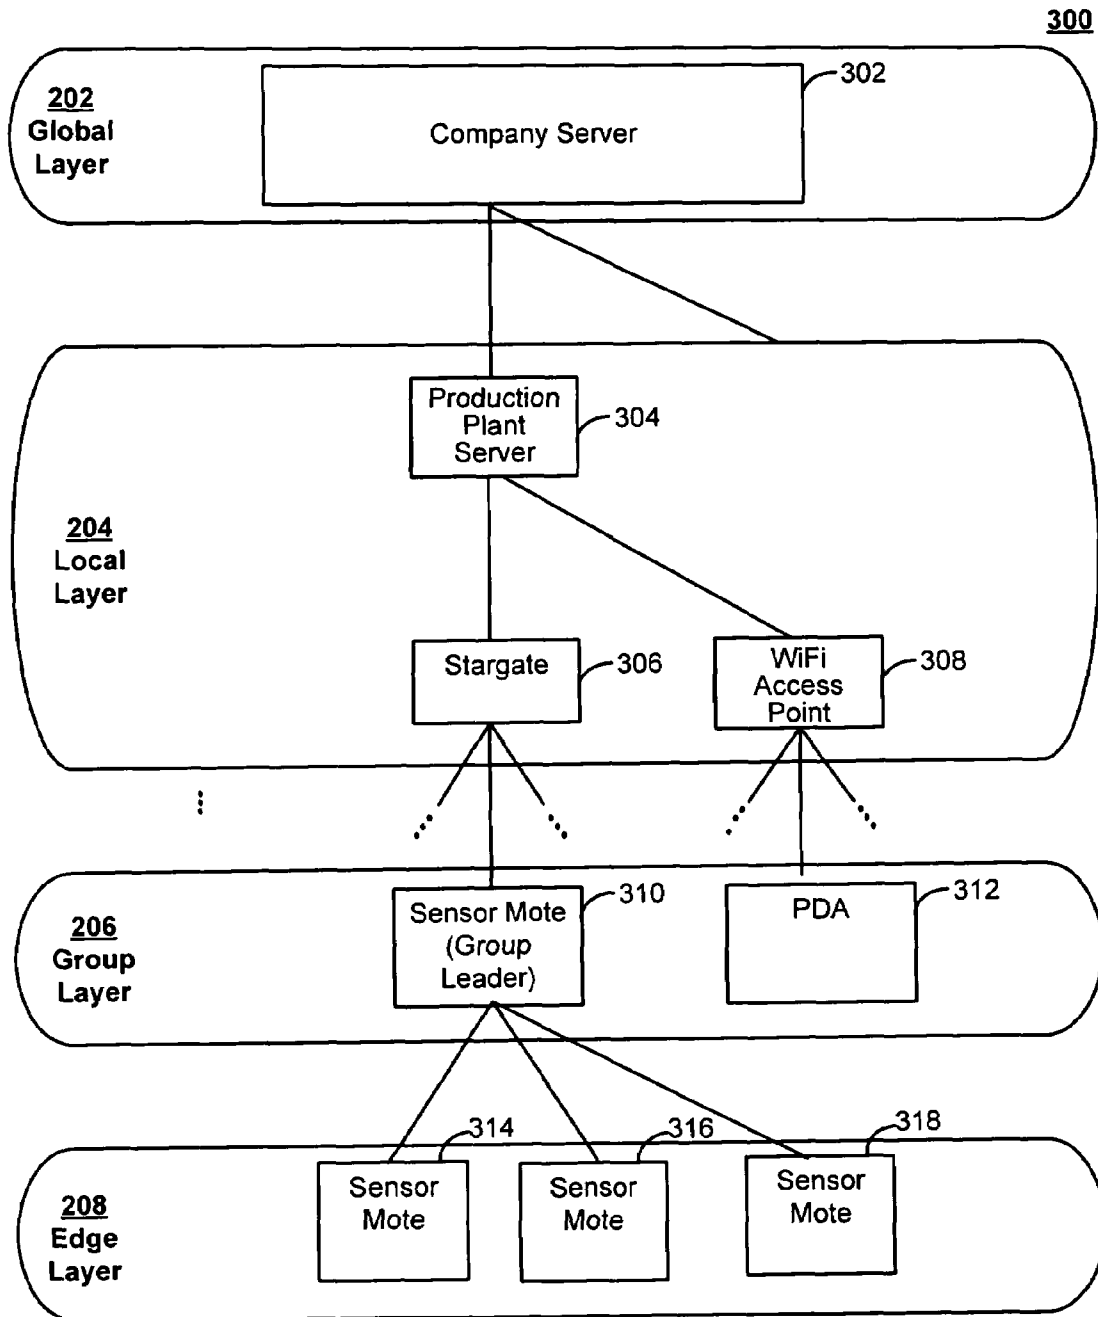 300
202
Global
Layer
Company Server
302
Production
Plant
Server
304
204
Local
Layer
Stargate
306
WiFi
Access
Point
308
206
Group
Layer
Sensor Mote
(Group
Leader)
310
PDA
312
208
Edge
Layer
Sensor
Mote
314
Sensor
Mote
316
Sensor
Mote
318